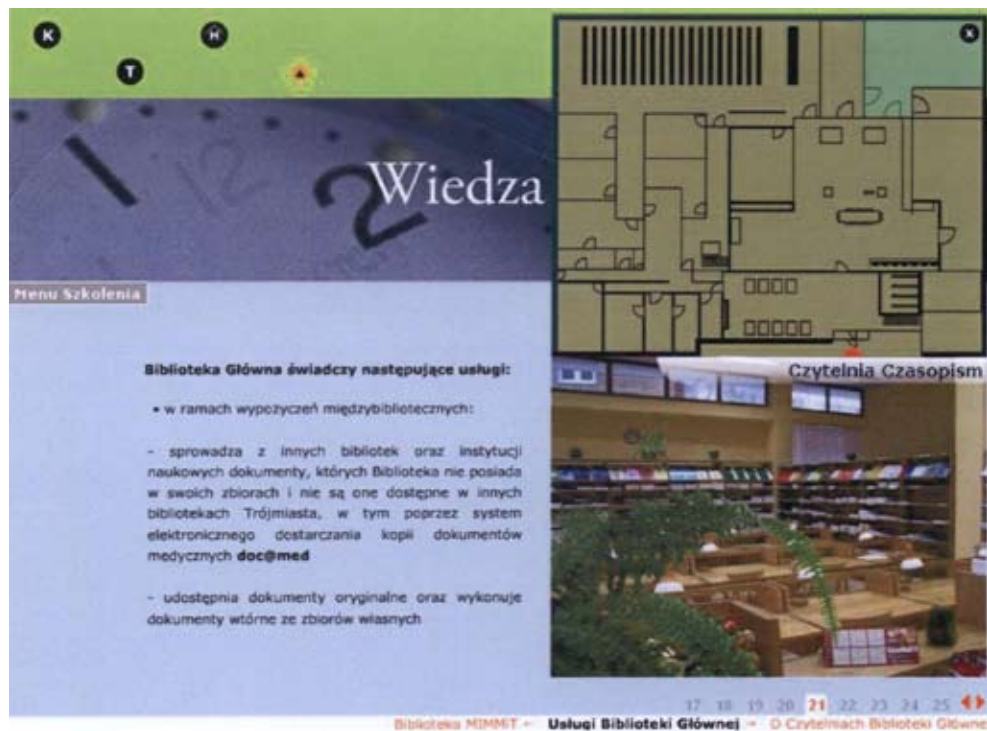 K
H
T
x
Wiedza
Menu Szkolenia
Czytelnia Czasopism
Biblioteka Główna świadczy następujące usługi:
• w ramach wypożyczeń międzybibliotecznych:
- sprowadza z innych bibliotek oraz instytucji
naukowych dokumenty, których Biblioteka nie posiada
w swoich zbiorach i nie są one dostępne w innych
bibliotekach Trójmiasta, w tym poprzez system
elektronicznego dostarczania kopii dokumentów
medycznych doc@med
- udostępnia dokumenty oryginalne oraz wykonuje
dokumenty wtórne ze zbiorów własnych
17 18 19 20 21 22 23 24 25
Biblioteka MIMMiT ← Usługi Biblioteki Głównej → O Czytelniach Biblioteki Główne